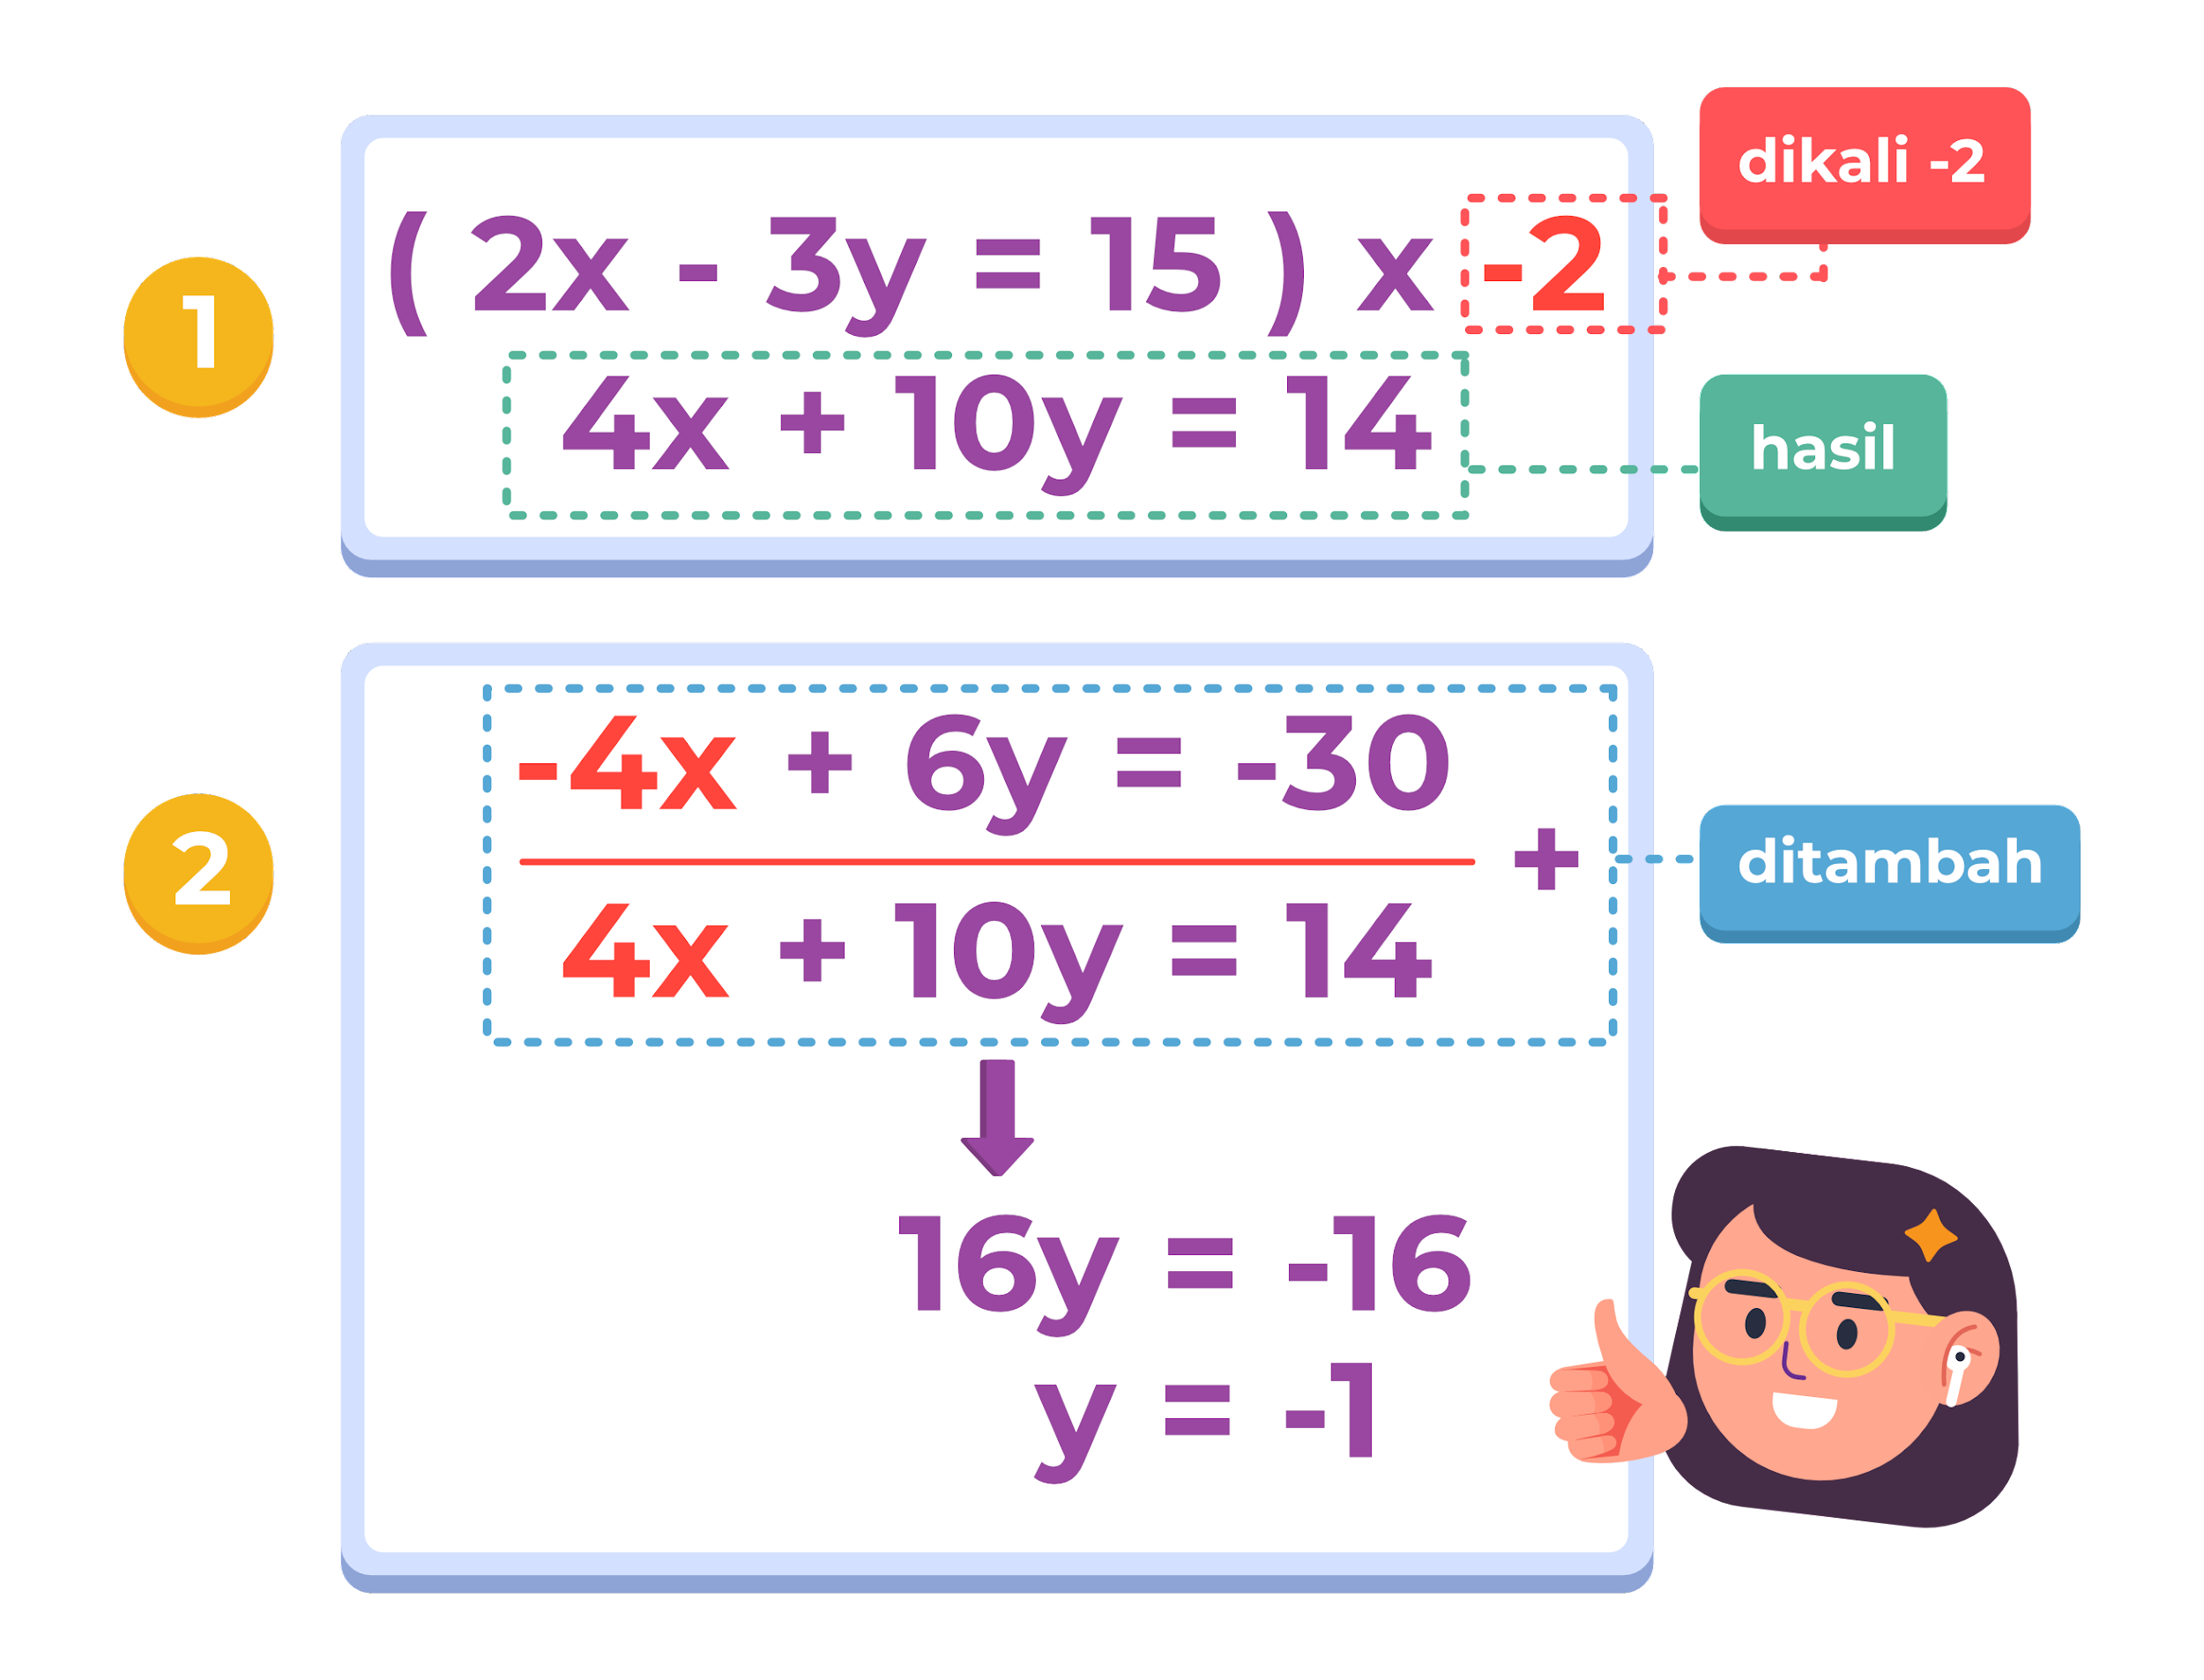 dikali -2
1
( 2x - 3y = 15 ) x -2
4x + 10y = 14
hasil
2
-4x + 6y = -30
+
ditambah
4x + 10y = 14
16y = -16
y = -1